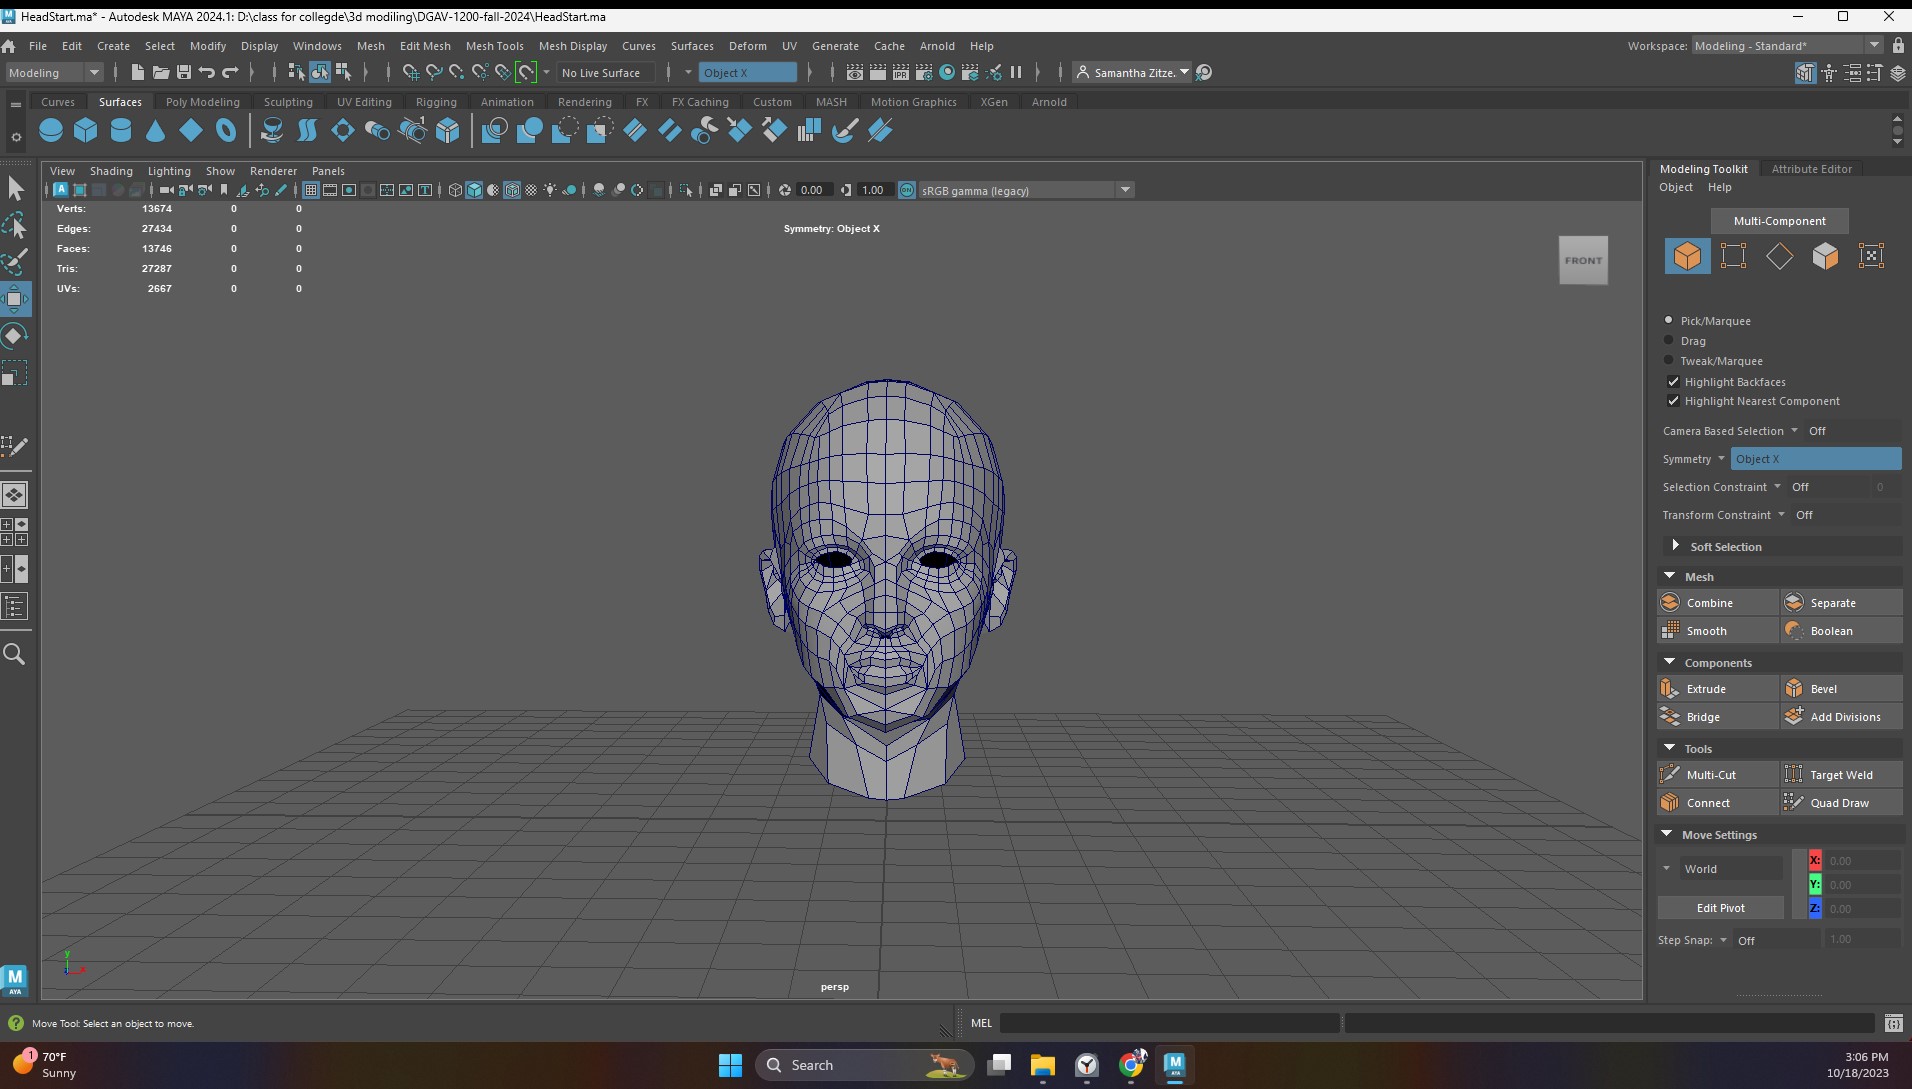 HeadStart.ma* - Autodesk MAYA 2024.1: D:\class for collegde\3d modiling\DGAV-1200-fall-2024\HeadStart.ma
File Edit Create Select Modify Display Windows Mesh Edit Mesh Mesh Tools Mesh Display Curves Surfaces Deform UV Generate Cache Arnold Help Workspace: Modeling - Standard*
Modeling No Live Surface Object X IPR Samantha Zitze.
Curves Surfaces Poly Modeling Sculpting UV Editing Rigging Animation Rendering FX FX Caching Custom MASH Motion Graphics XGen Arnold
View Shading Lighting Show Renderer Panels
0.00 1.00 ON sRGB gamma (legacy)
Verts: 13674 0 0
Edges: 27434 0 0
Faces: 13746 0 0
Tris: 27287 0 0
UVs: 2667 0 0
Symmetry: Object X
FRONT
y
x
persp
Modeling Toolkit Attribute Editor
Object Help
Multi-Component
Pick/Marquee
Drag
Tweak/Marquee
Highlight Backfaces
Highlight Nearest Component
Camera Based Selection Off
Symmetry Object X
Selection Constraint Off 0
Transform Constraint Off
Soft Selection
Mesh
Combine Separate
Smooth Boolean
Components
Extrude Bevel
Bridge Add Divisions
Tools
Multi-Cut Target Weld
Connect Quad Draw
Move Settings
World X: 0.00
Y: 0.00
Edit Pivot Z: 0.00
Step Snap: Off 1.00
M
AYA
Move Tool: Select an object to move. MEL
1 70°F
Sunny
Search
M
AYA
3:06 PM
10/18/2023